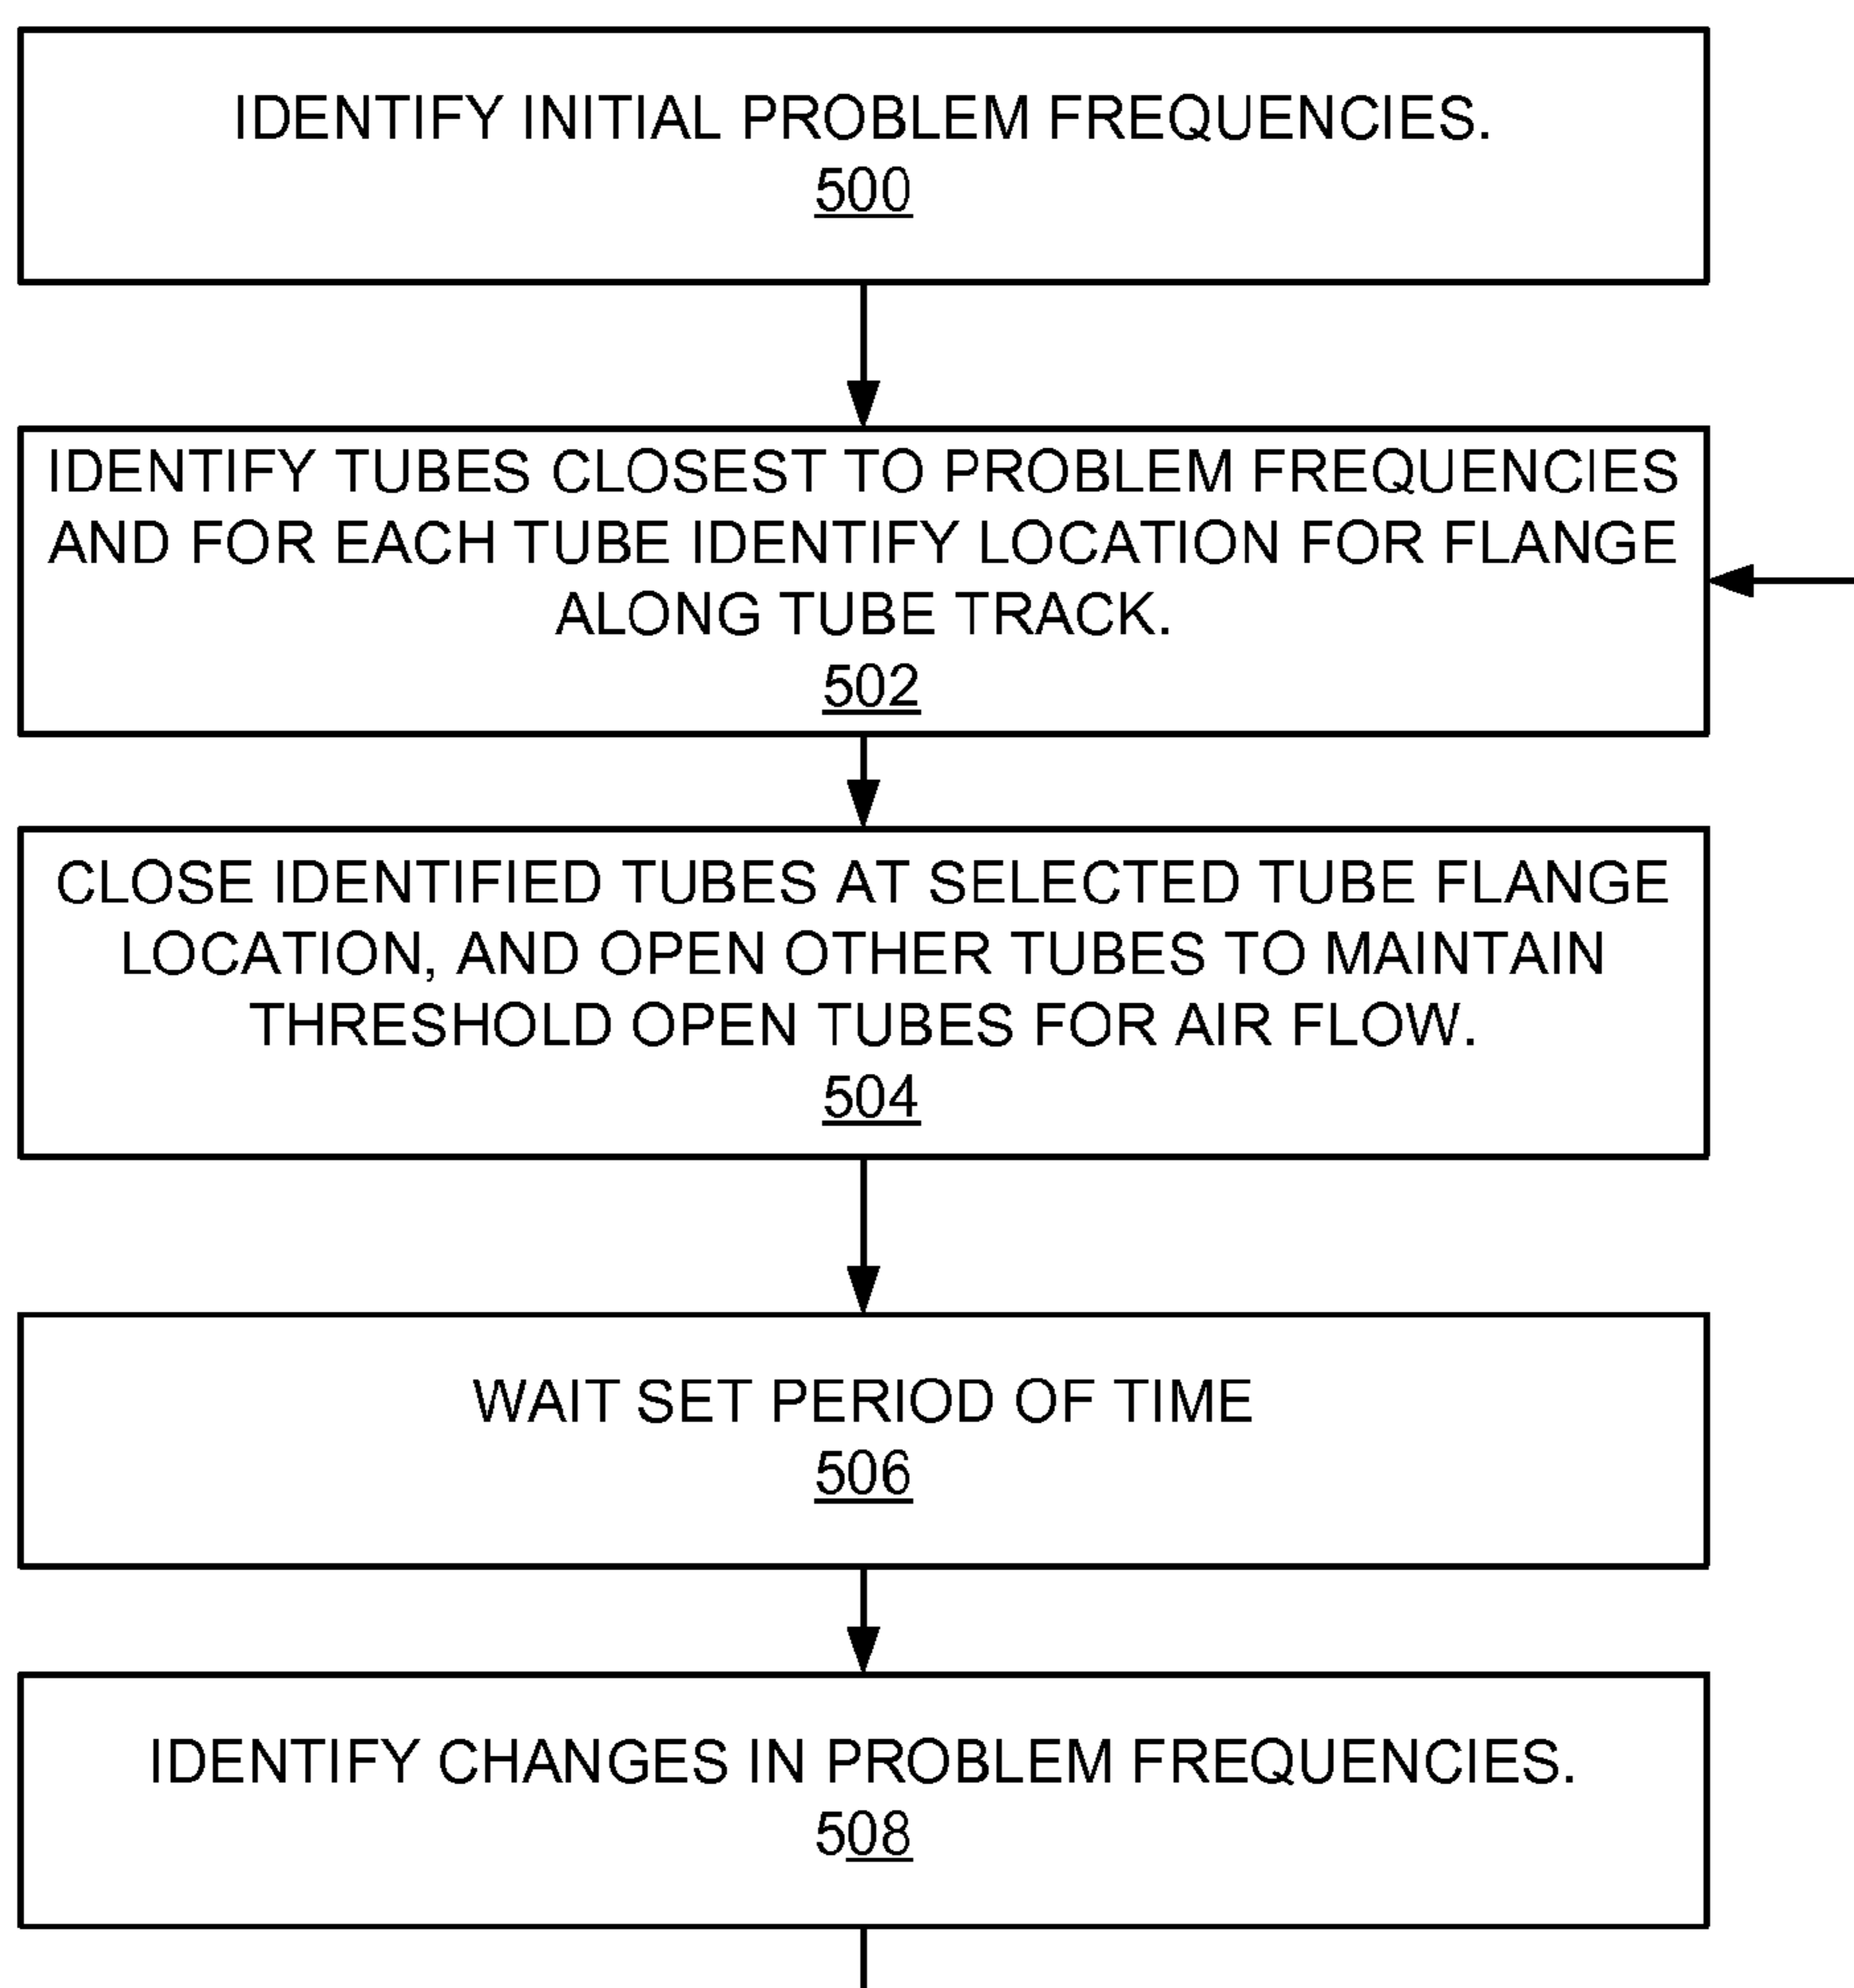 IDENTIFY INITIAL PROBLEM FREQUENCIES.
500
IDENTIFY TUBES CLOSEST TO PROBLEM FREQUENCIES
AND FOR EACH TUBE IDENTIFY LOCATION FOR FLANGE
ALONG TUBE TRACK.
502
CLOSE IDENTIFIED TUBES AT SELECTED TUBE FLANGE
LOCATION, AND OPEN OTHER TUBES TO MAINTAIN
THRESHOLD OPEN TUBES FOR AIR FLOW.
504
WAIT SET PERIOD OF TIME
506
IDENTIFY CHANGES IN PROBLEM FREQUENCIES.
508